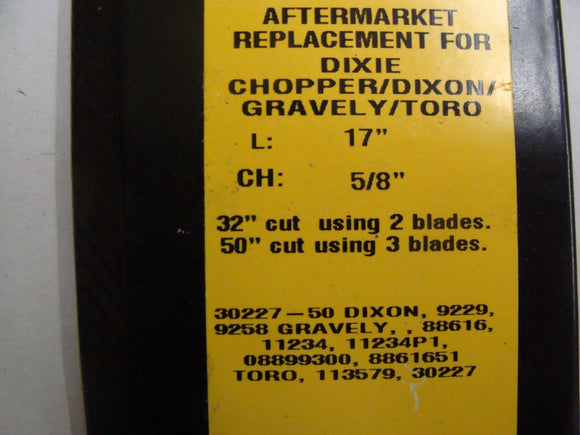 AFTERMARKET
REPLACEMENT FOR
DIXIE
CHOPPER/DIXON/
GRAVELY/TORO
L: 17"
CH: 5/8"
32" cut using 2 blades.
50" cut using 3 blades.
30227-50 DIXON, 9229,
9258 GRAVELY, , 88616,
11234, 11234P1,
08899300, 8861651
TORO, 113579, 30227